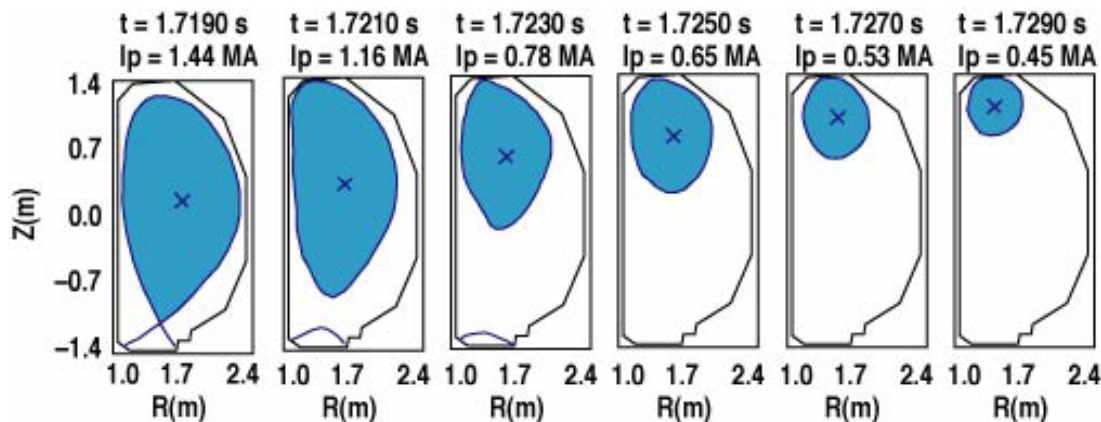 t = 1.7190 s t = 1.7210 s t = 1.7230 s t = 1.7250 s t = 1.7270 s t = 1.7290 s
Ip = 1.44 MA Ip = 1.16 MA Ip = 0.78 MA Ip = 0.65 MA Ip = 0.53 MA Ip = 0.45 MA
1.4
0.7
0.0
−0.7
−1.4
Z(m)
1.0 1.7 2.4 1.0 1.7 2.4 1.0 1.7 2.4 1.0 1.7 2.4 1.0 1.7 2.4 1.0 1.7 2.4
R(m) R(m) R(m) R(m) R(m) R(m)